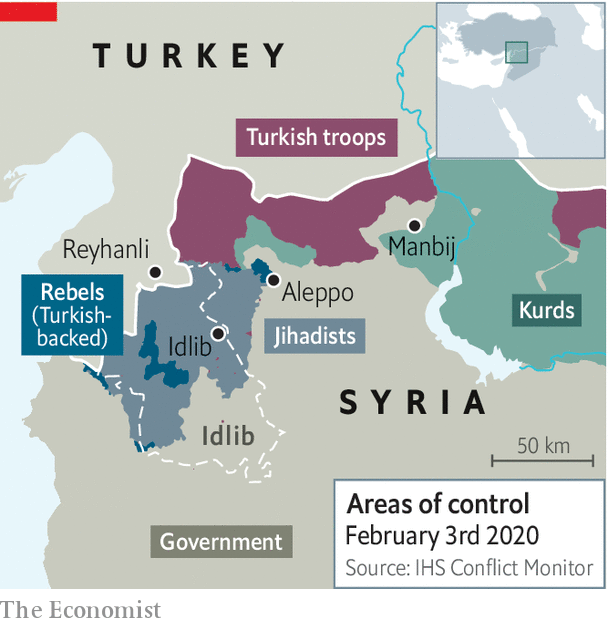 TURKEY
Turkish troops
Reyhanli
Manbij
Rebels
(Turkish-
backed)
Aleppo
Kurds
Idlib
Jihadists
SYRIA
Idlib
50 km
Areas of control
February 3rd 2020
Source: IHS Conflict Monitor
Government
The Economist